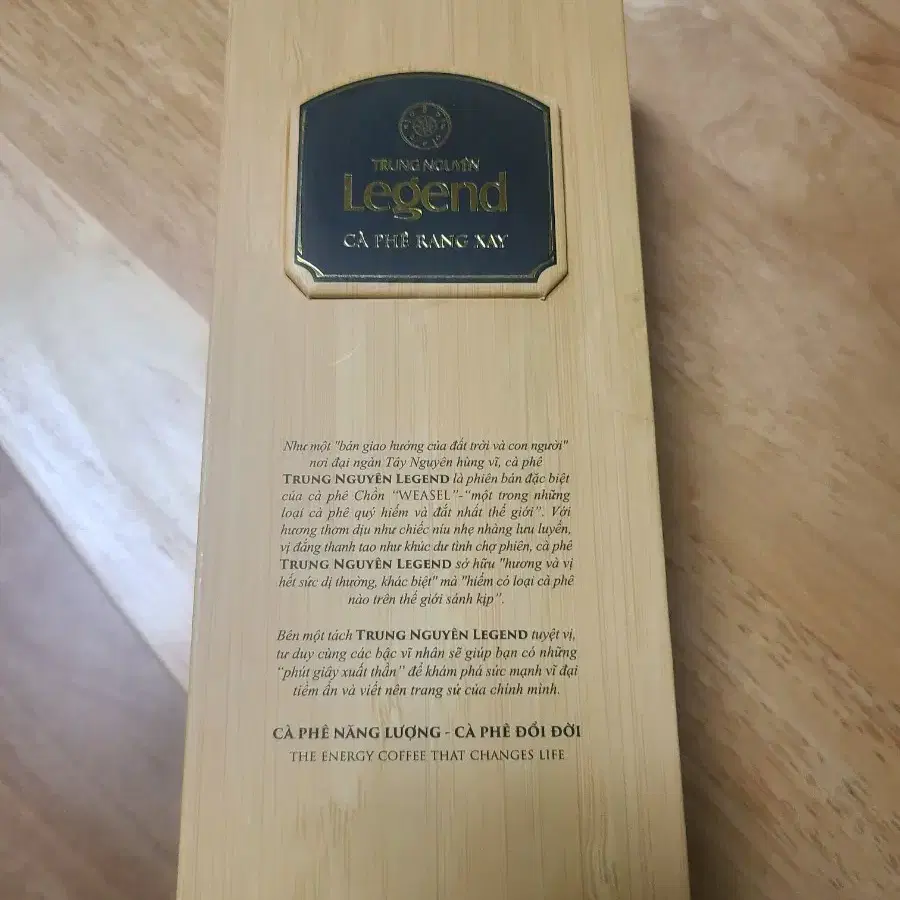 TRUNG NGUYÊN
Legend
CÀ PHÊ RANG XAY
Như một "bản giao hưởng của đất trời và con người"
nơi đại ngàn Tây Nguyên hùng vĩ, cà phê
TRUNG NGUYÊN LEGEND là phiên bản đặc biệt
của cà phê Chồn "WEASEL"-"một trong những
loại cà phê quý hiếm và đắt nhất thế giới". Với
hương thơm dịu như chiếc níu nhẹ nhàng lưu luyến,
vị đắng thanh tao như khúc dư tình chợ phiên, cà phê
TRUNG NGUYÊN LEGEND sở hữu "hương và vị
hết sức dị thường, khác biệt" mà "hiếm có loại cà phê
nào trên thế giới sánh kịp".
Bên một tách TRUNG NGUYÊN LEGEND tuyệt vị,
tư duy cùng các bậc vĩ nhân sẽ giúp bạn có những
"phút giây xuất thần" để khám phá sức mạnh vĩ đại
tiềm ẩn và viết nên trang sử của chính mình.
CÀ PHÊ NĂNG LƯỢNG - CÀ PHÊ ĐỔI ĐỜI
THE ENERGY COFFEE THAT CHANGES LIFE